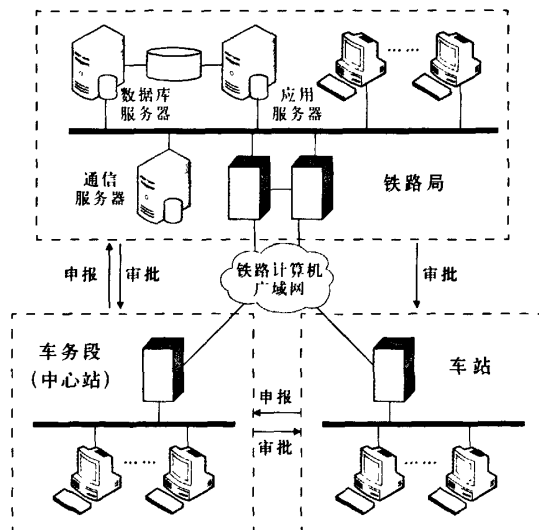 数据库
服务器
应用
服务器
……
通信
服务器
铁路局
申报
审批
铁路计算机
广域网
审批
车务段
(中心站)
车站
申报
审批
……
……